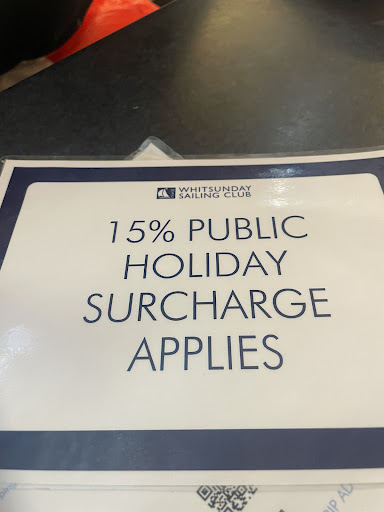 WHITSUNDAY
SAILING CLUB
15% PUBLIC
HOLIDAY
SURCHARGE
APPLIES